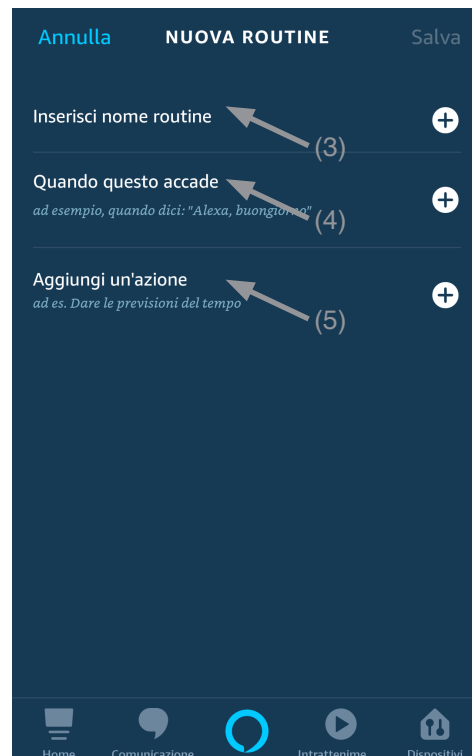 Annulla NUOVA ROUTINE Salva
Inserisci nome routine
(3)
Quando questo accade
ad esempio, quando dici: "Alexa, buongiorno"
(4)
Aggiungi un'azione
ad es. Dare le previsioni del tempo
(5)
Home Comunicazione Intrattenime Dispositivi